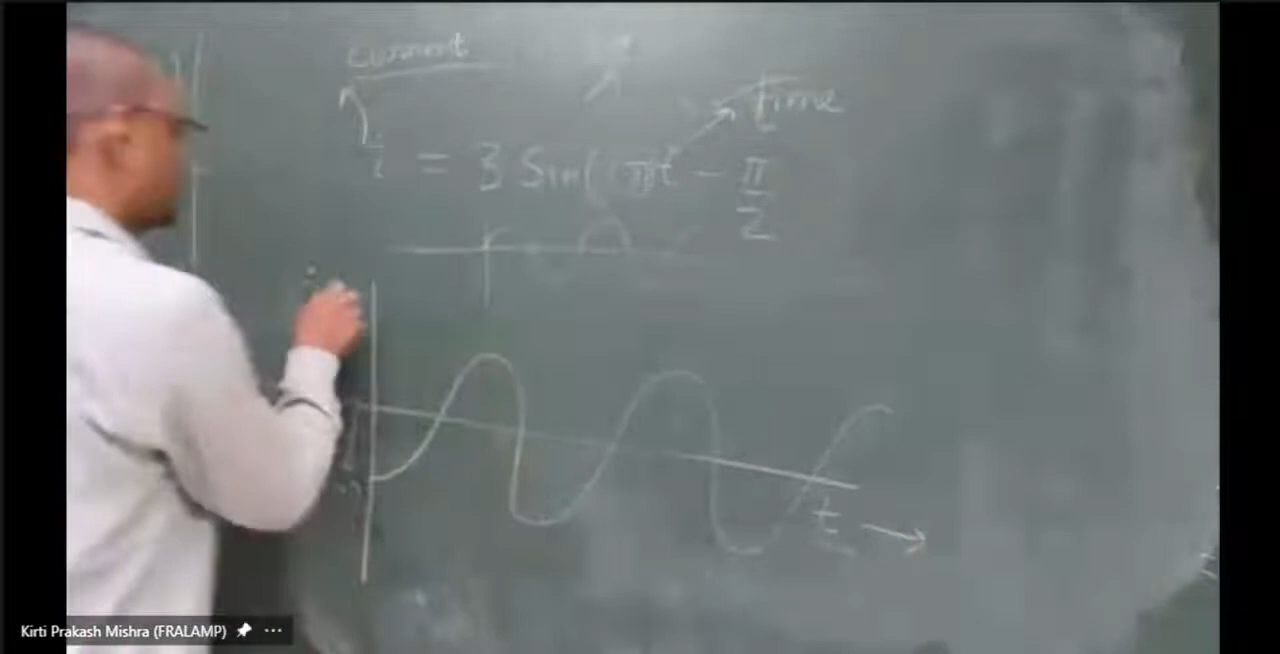 current
time
i = 3 Sin( πt - π/2
t →
Kirti Prakash Mishra (FRALAMP)